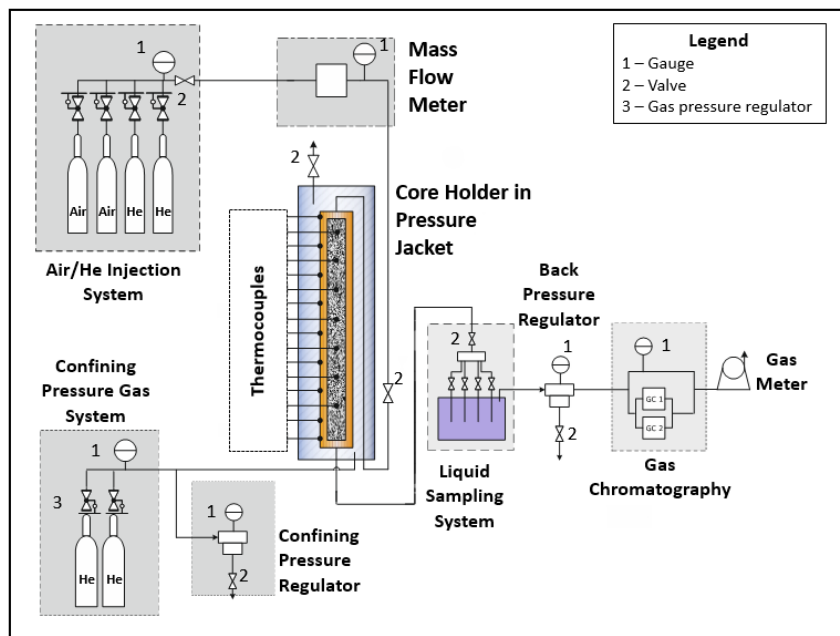 Legend
1 – Gauge
2 – Valve
3 – Gas pressure regulator
1
2
Air
Air
He
He
Air/He Injection
System
1
Mass
Flow
Meter
2
Core Holder in
Pressure
Jacket
Thermocouples
2
Confining
Pressure Gas
System
1
3
He
He
1
2
Confining
Pressure
Regulator
2
Liquid
Sampling
System
Back
Pressure
Regulator
1
2
1
GC 1
GC 2
Gas
Chromatography
Gas
Meter